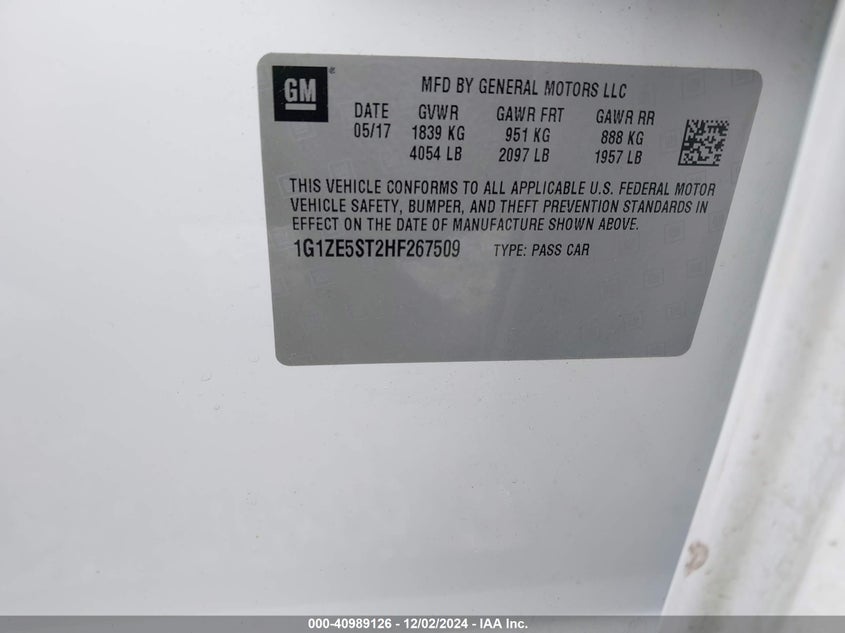 GM ® MFD BY GENERAL MOTORS LLC
DATE GVWR GAWR FRT GAWR RR
05/17 1839 KG 951 KG 888 KG
4054 LB 2097 LB 1957 LB
THIS VEHICLE CONFORMS TO ALL APPLICABLE U.S. FEDERAL MOTOR
VEHICLE SAFETY, BUMPER, AND THEFT PREVENTION STANDARDS IN
EFFECT ON THE DATE OF MANUFACTURE SHOWN ABOVE.
1G1ZE5ST2HF267509 TYPE: PASS CAR
000-40989126 - 12/02/2024 - IAA Inc.